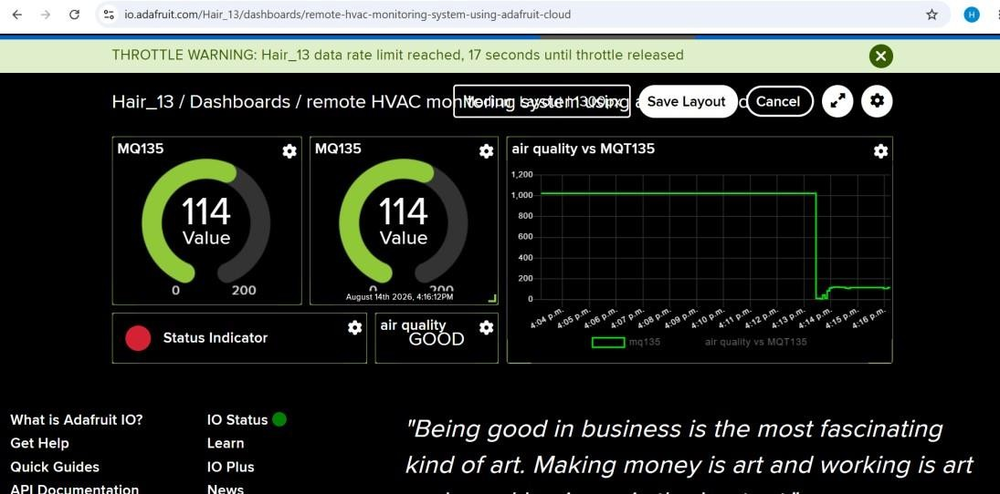 io.adafruit.com/Hair_13/dashboards/remote-hvac-monitoring-system-using-adafruit-cloud
H
THROTTLE WARNING: Hair_13 data rate limit reached, 17 seconds until throttle released
Hair_13 / Dashboards / remote HVAC monitoring system using a
Save Layout
Cancel
MQ135
114
Value
0
200
MQ135
114
Value
0
200
August 14th 2026, 4:16:12PM
air quality vs MQT135
1,200
1,000
800
600
400
200
0
4:04 p.m.
4:05 p.m.
4:06 p.m.
4:07 p.m.
4:08 p.m.
4:09 p.m.
4:10 p.m.
4:11 p.m.
4:12 p.m.
4:13 p.m.
4:14 p.m.
4:15 p.m.
4:16 p.m.
mq135
air quality vs MQT135
Status Indicator
air quality
GOOD
What is Adafruit IO?
Get Help
Quick Guides
API Documentation
IO Status
Learn
IO Plus
News
"Being good in business is the most fascinating
kind of art. Making money is art and working is art